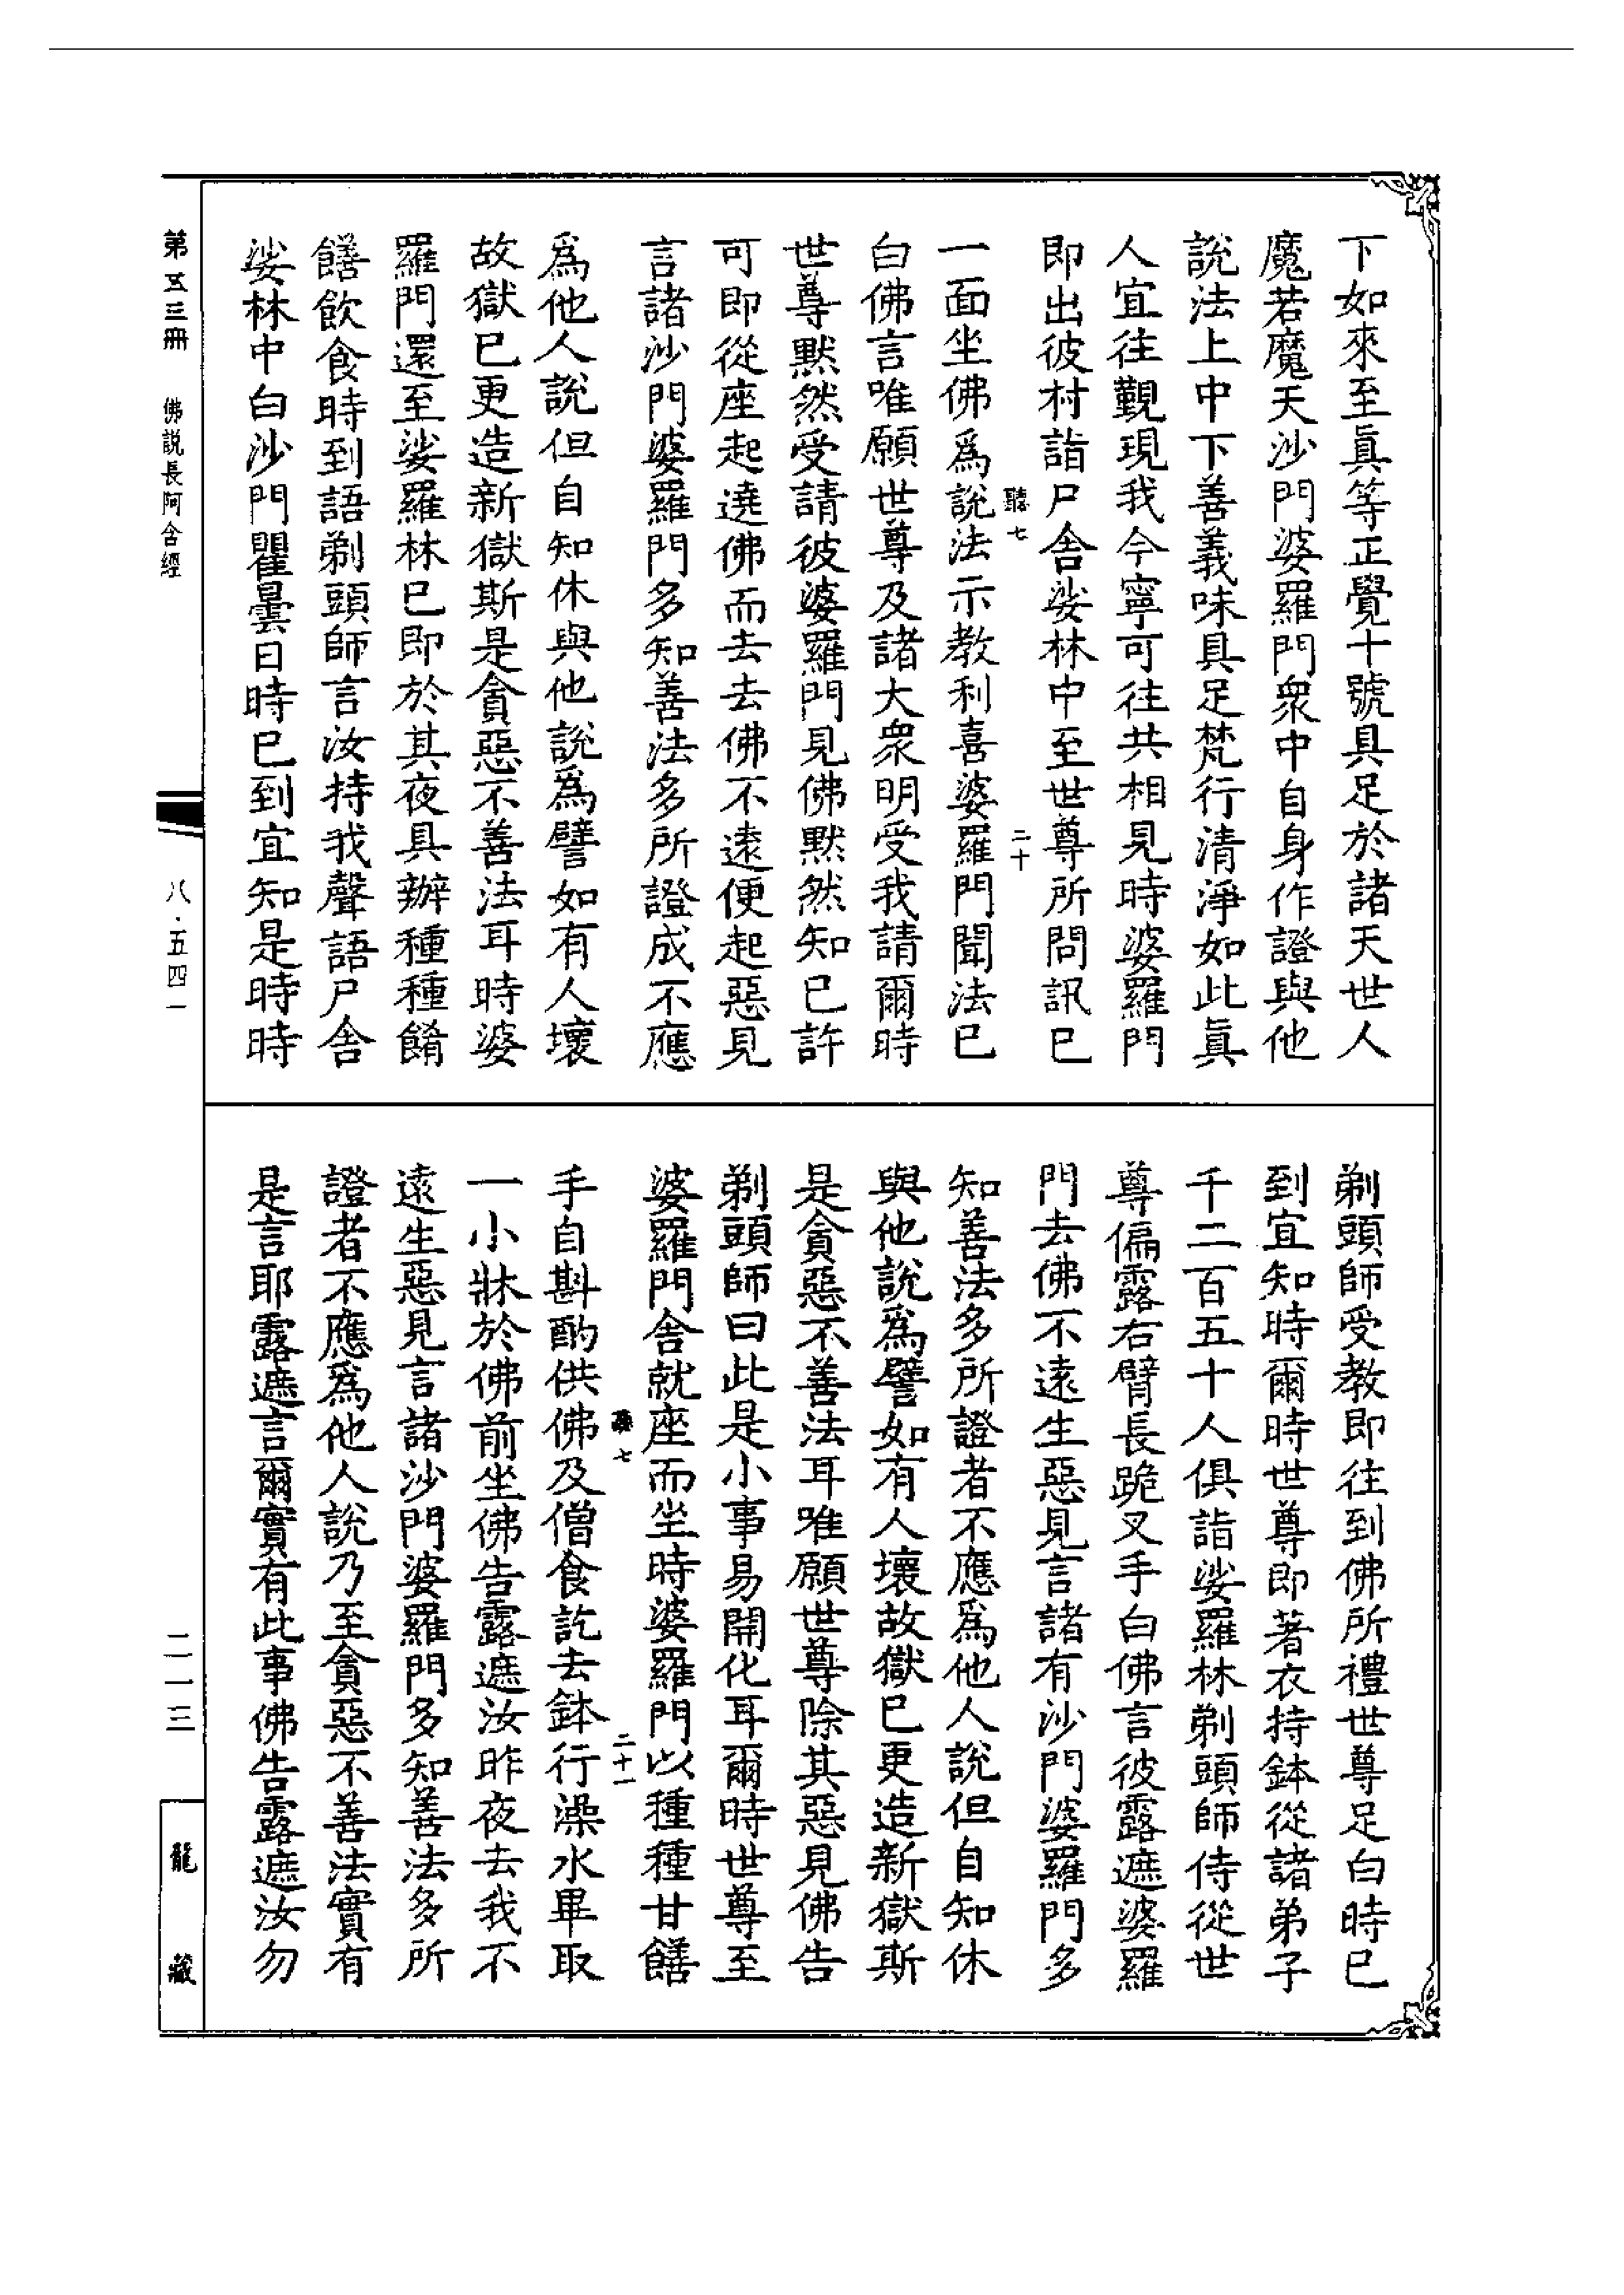 下如來至眞等正覺十號具足於諸天世人
魔若魔天沙門婆羅門衆中自身作證與他
說法上中下善義味具足梵行清淨如此眞
人宜往覲現我今寧可往共相見時婆羅門
即出彼村詣尸舍娑林中至世尊所問訊已
聽七
二十
一面坐佛爲說法示教利喜婆羅門聞法已
白佛言唯願世尊及諸大衆明受我請爾時
世尊默然受請彼婆羅門見佛默然知已許
可即從座起遶佛而去去佛不遠便起惡見
言諸沙門婆羅門多知善法多所證成不應
爲他人說但自知休與他說爲譬如有人壞
故獄已更造新獄斯是貪惡不善法耳時婆
羅門還至娑羅林已即於其夜具辦種種餚
饍飲食時到語剃頭師言汝持我聲語尸舍
娑林中白沙門瞿曇日時已到宜知是時時
剃頭師受教即往到佛所禮世尊足白時已
到宜知時爾時世尊即著衣持鉢從諸弟子
千二百五十人俱詣娑羅林剃頭師侍從世
尊偏露右臂長跪叉手白佛言彼露遮婆羅
門去佛不遠生惡見言諸有沙門婆羅門多
知善法多所證者不應爲他人說但自知休
與他說爲譬如有人壞故獄已更造新獄斯
是貪惡不善法耳唯願世尊除其惡見佛告
剃頭師曰此是小事易開化耳爾時世尊至
婆羅門舍就座而坐時婆羅門以種種甘饍
七
二十一
手自斟酌供佛及僧食訖去鉢行澡水畢取
一小牀於佛前坐佛告露遮汝昨夜去我不
遠生惡見言諸沙門婆羅門多知善法多所
證者不應爲他人說乃至貪惡不善法實有
是言耶露遮言爾實有此事佛告露遮汝勿
第五三冊
佛說長阿含經
八·五四一
二一三
龍藏